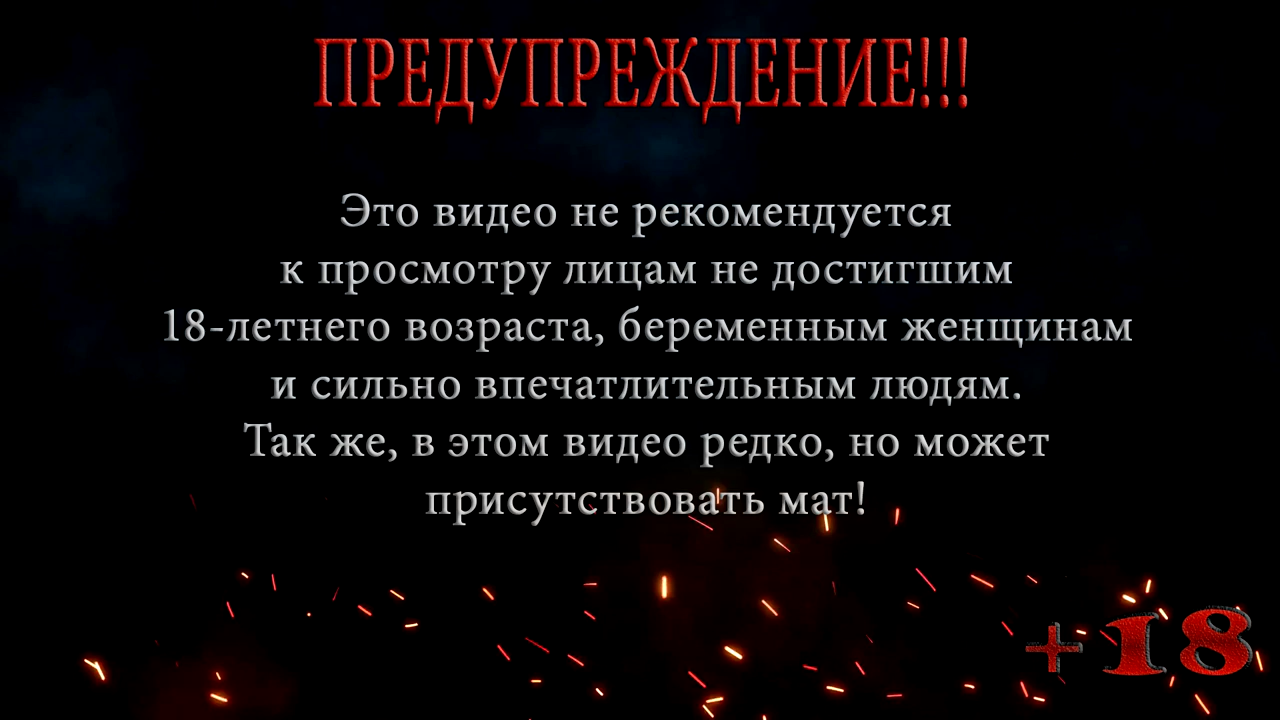 ПРЕДУПРЕЖДЕНИЕ!!!
Это видео не рекомендуется
к просмотру лицам не достигшим
18-летнего возраста, беременным женщинам
и сильно впечатлительным людям.
Так же, в этом видео редко, но может
присутствовать мат!
+18